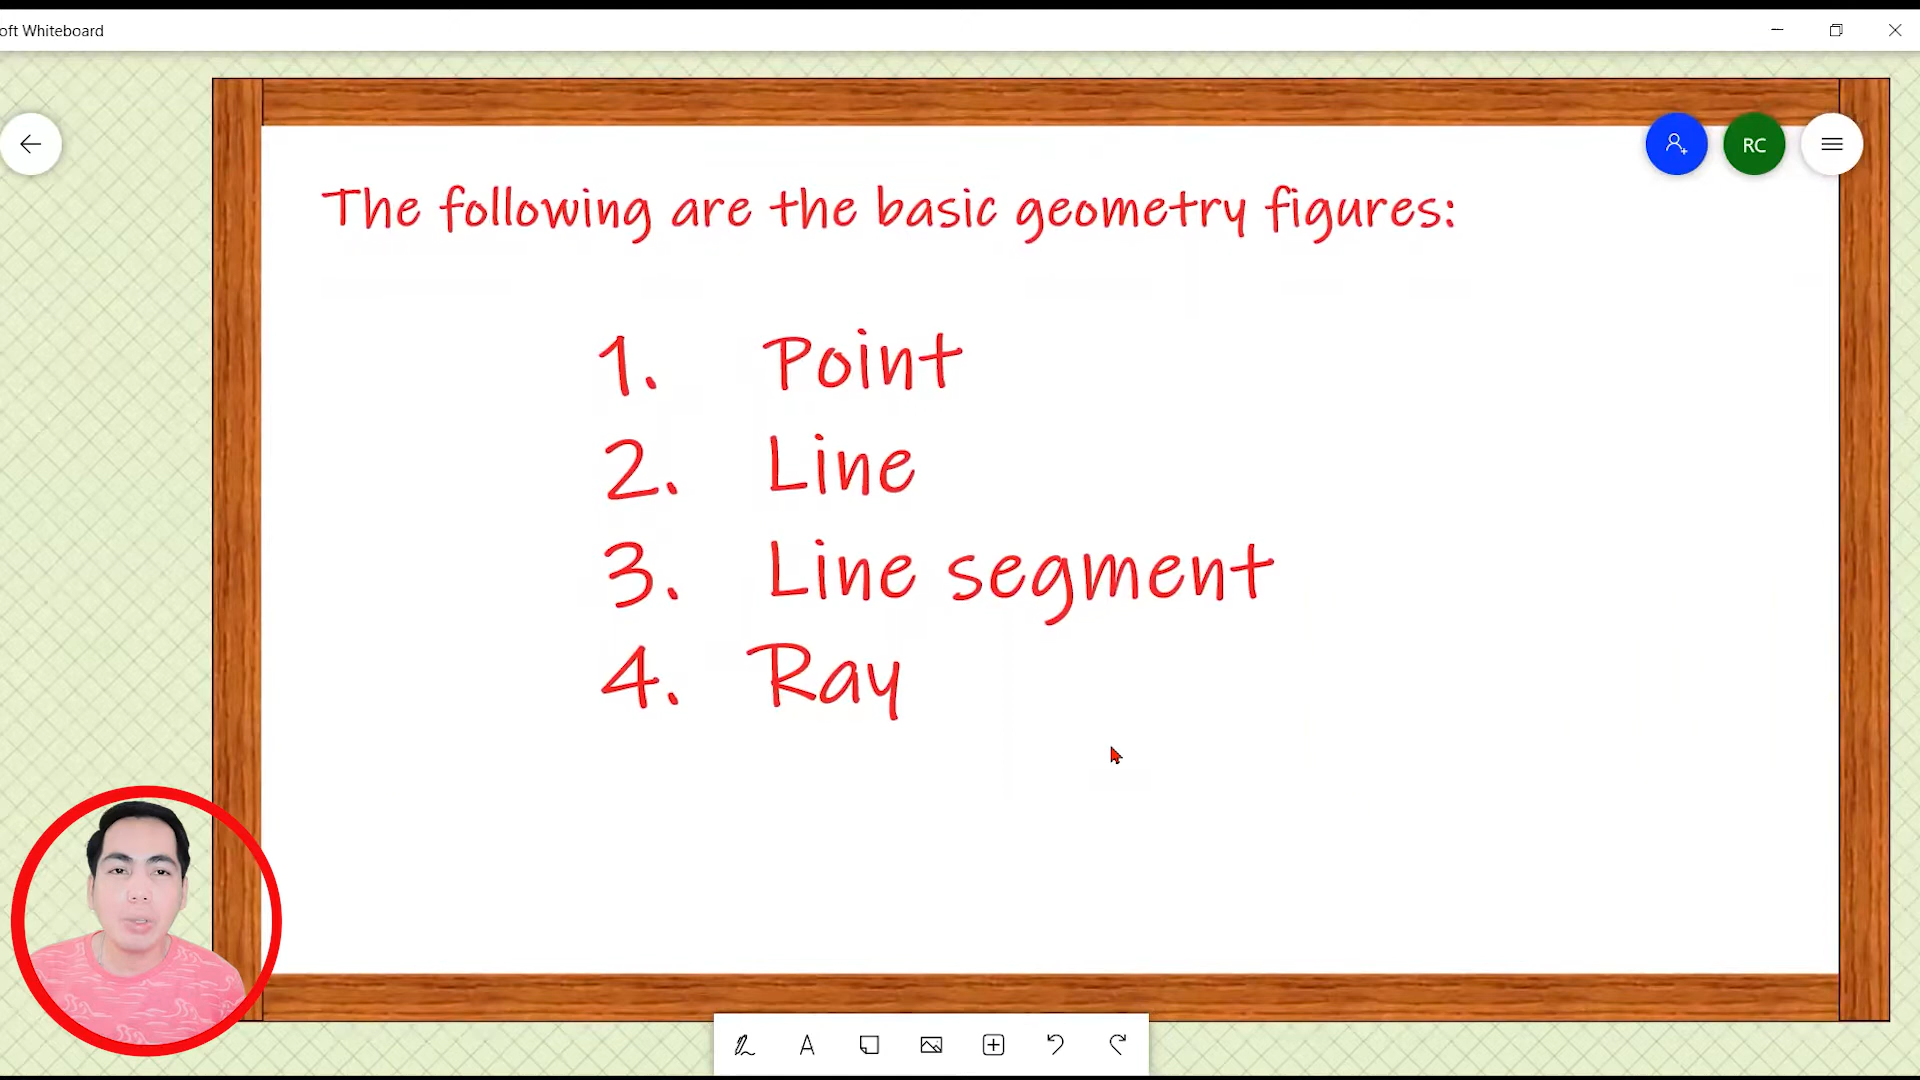 oft Whiteboard
RC
The following are the basic geometry figures:
1. Point
2. Line
3. Line segment
4. Ray